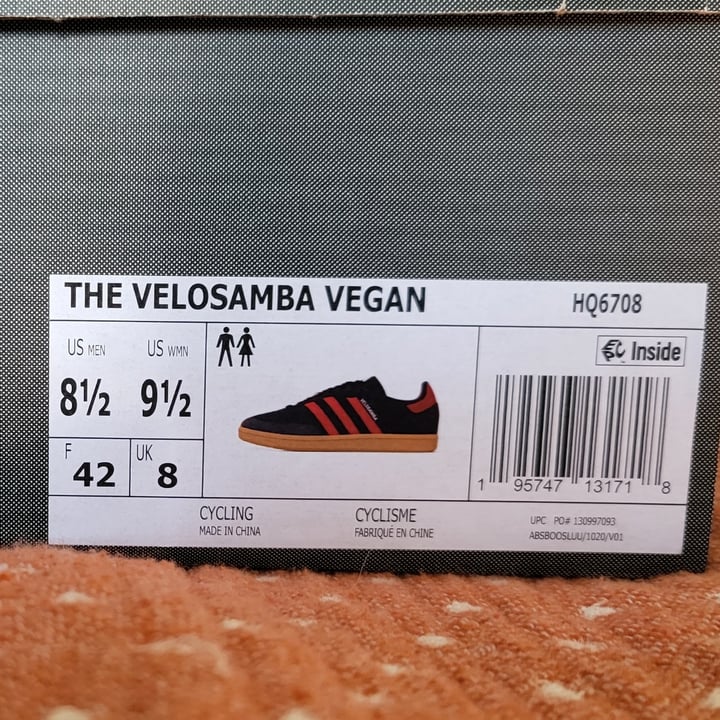 THE VELOSAMBA VEGAN HQ6708
US MEN US WMN
8½ 9½
F 42 UK 8
VELOSAMBA
Inside
1 95747 13171 8
CYCLING CYCLISME
MADE IN CHINA FABRIQUÉ EN CHINE
UPC PO# 130997093
ABSBOOSLUU/1020/V01